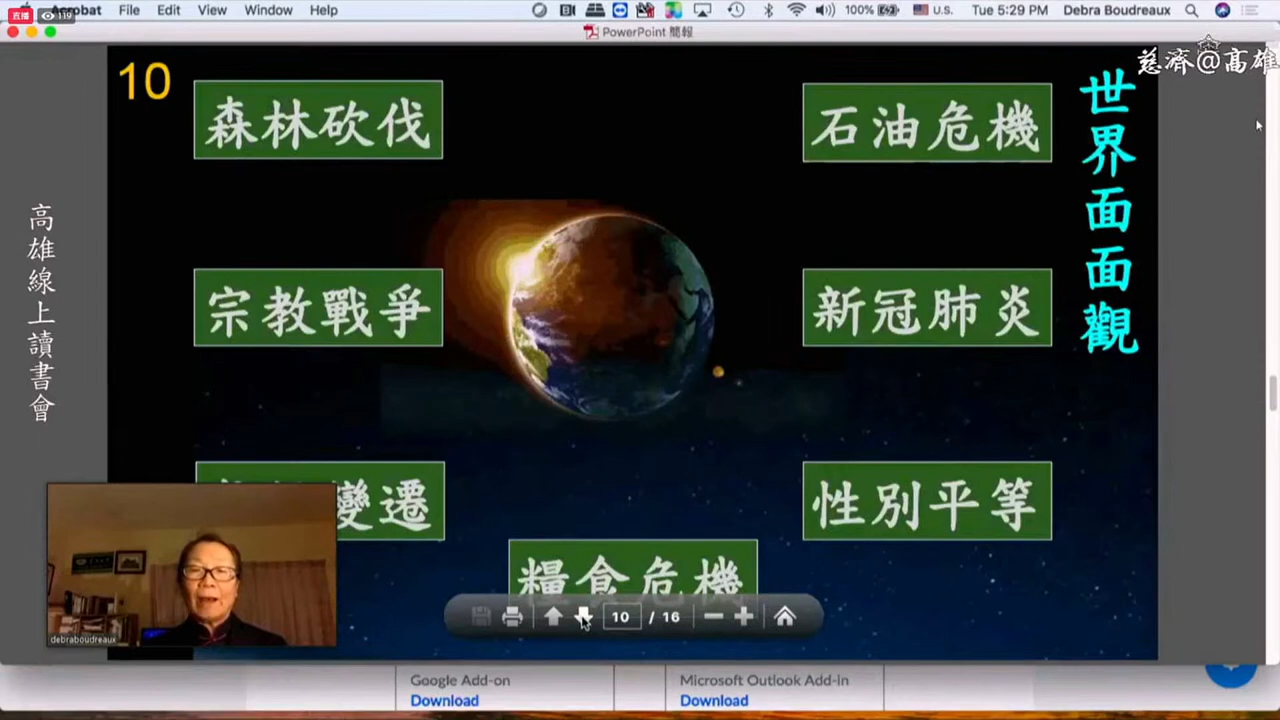 直播 119
Acrobat File Edit View Window Help
100% U.S. Tue 5:29 PM Debra Boudreaux
PowerPoint 簡報
慈濟@高雄
10
森林砍伐
石油危機
世界面面觀
高雄線上讀書會
宗教戰爭
新冠肺炎
變遷
性別平等
糧食危機
debraboudreaux
10 / 16
Google Add-on
Download
Microsoft Outlook Add-in
Download